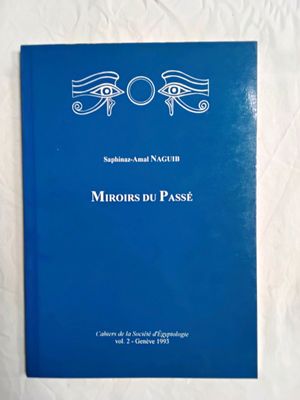 Saphinaz-Amal NAGUIB
MIROIRS DU PASSÉ
Cahiers de la Société d'Égyptologie
vol. 2 - Genève 1993